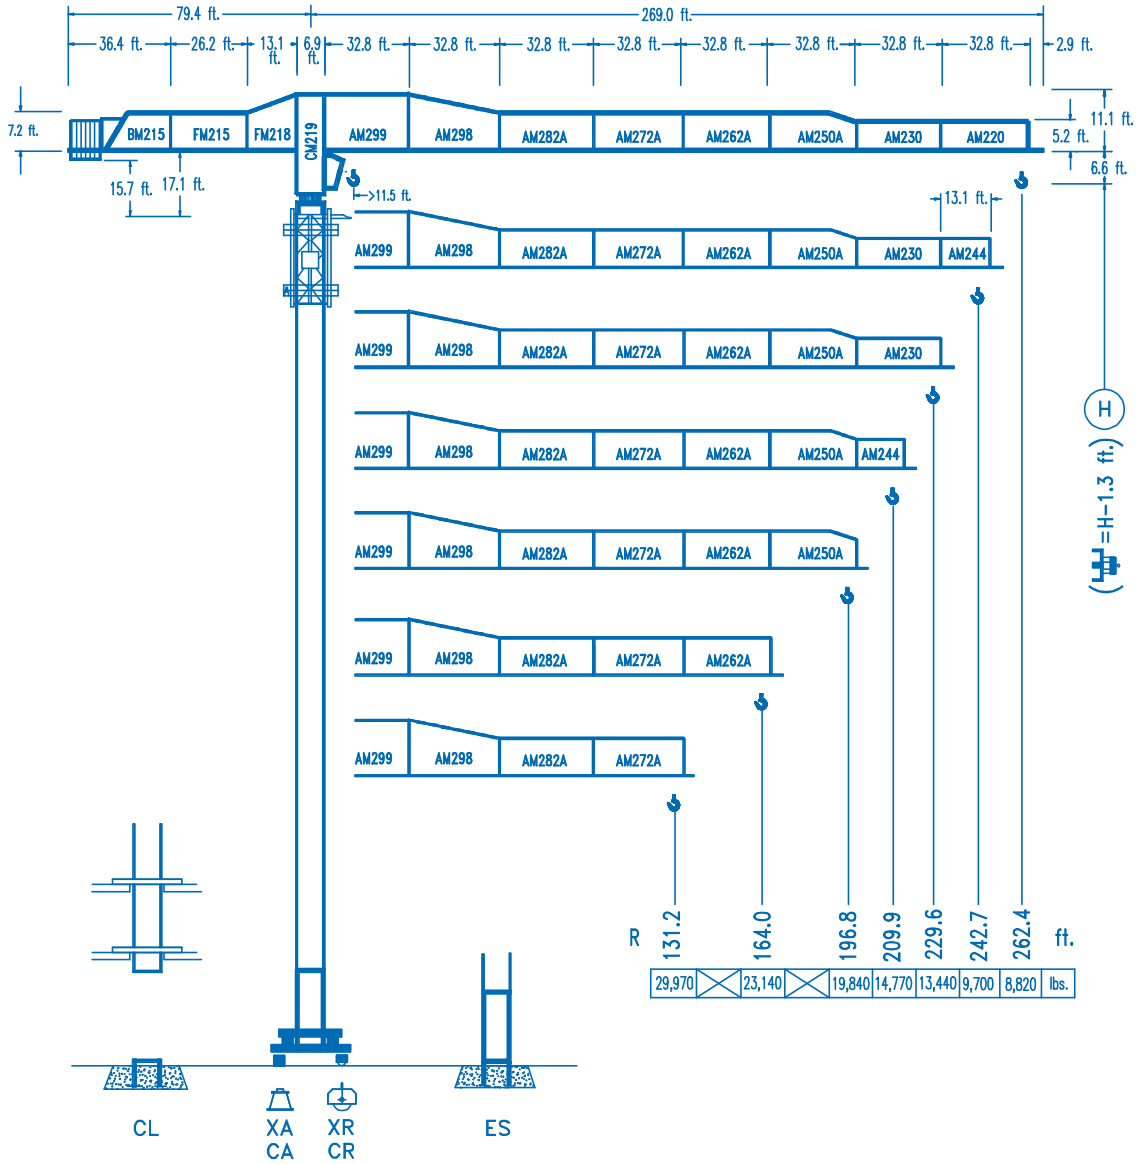 79.4 ft. 269.0 ft.
36.4 ft. 26.2 ft. 13.1 ft. 6.9 ft. 32.8 ft. 32.8 ft. 32.8 ft. 32.8 ft. 32.8 ft. 32.8 ft. 32.8 ft. 32.8 ft. 2.9 ft.
7.2 ft. BM215 FM215 FM218 CM219 AM299 AM298 AM282A AM272A AM262A AM250A AM230 AM220 5.2 ft. 11.1 ft.
15.7 ft. 17.1 ft. >11.5 ft. 6.6 ft.
13.1 ft.
AM299 AM298 AM282A AM272A AM262A AM250A AM230 AM244
AM299 AM298 AM282A AM272A AM262A AM250A AM230
H
AM299 AM298 AM282A AM272A AM262A AM250A AM244
( =H-1.3 ft.)
AM299 AM298 AM282A AM272A AM262A AM250A
AM299 AM298 AM282A AM272A AM262A
AM299 AM298 AM282A AM272A
R 131.2 164.0 196.8 209.9 229.6 242.7 262.4 ft.
29,970 23,140 19,840 14,770 13,440 9,700 8,820 lbs.
CL XA XR ES
CA CR